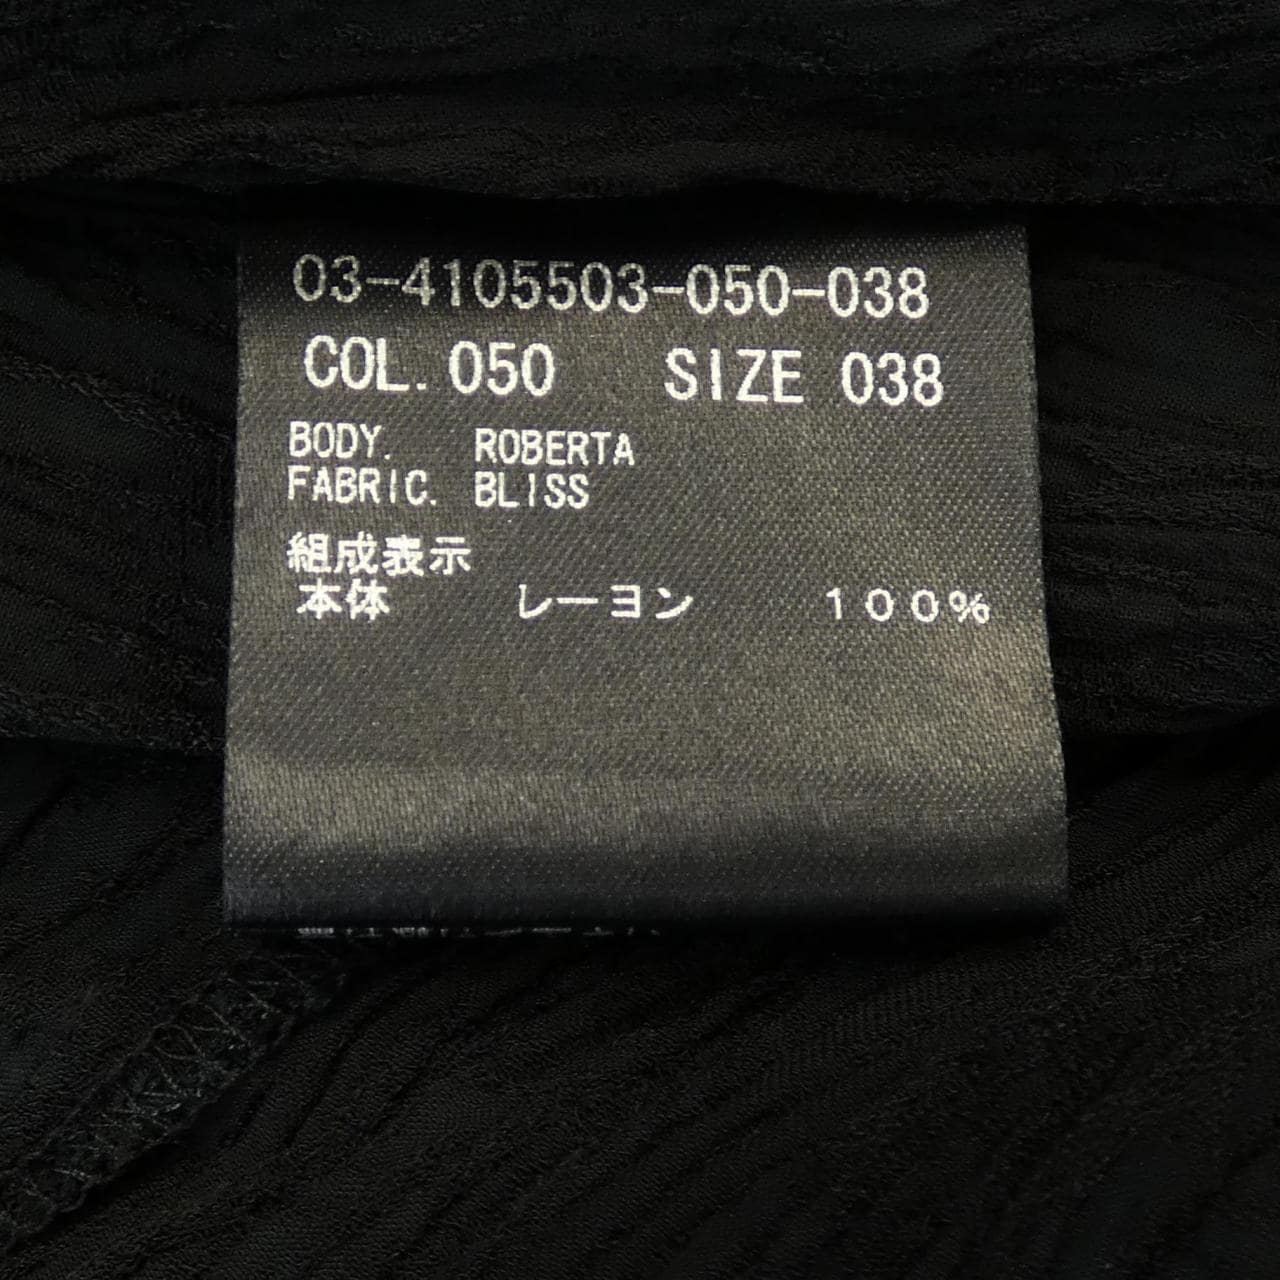 03-4105503-050-038
COL. 050 SIZE 038
BODY. ROBERTA
FABRIC. BLISS
組成表示
本体 レーヨン 100%